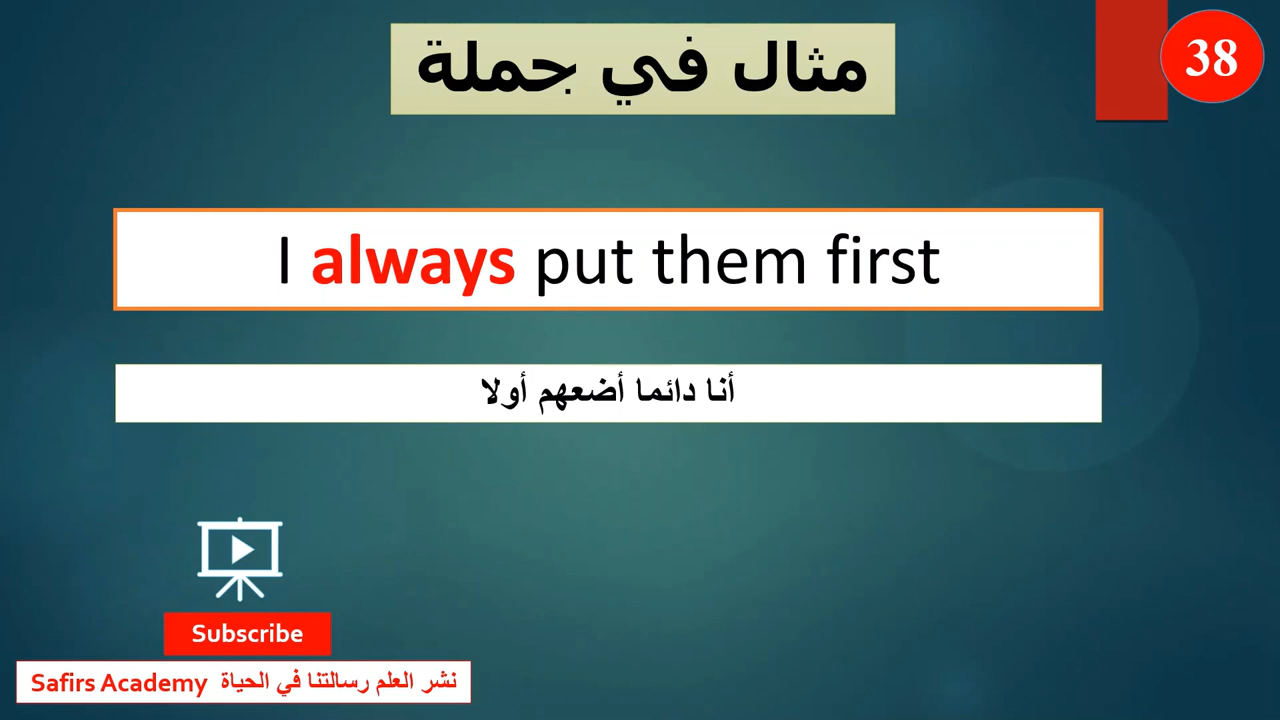 مثال في جملة
38
I always put them first
أنا دائما أضعهم أولا
Subscribe
Safirs Academy نشر العلم رسالتنا في الحياة